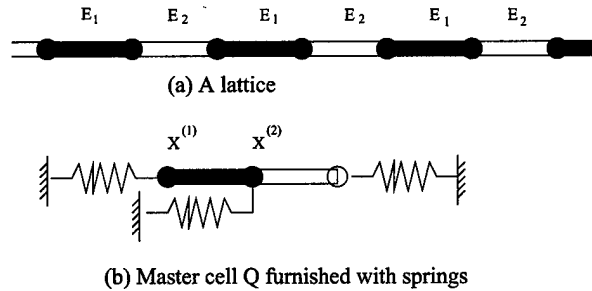 E₁ E₂ E₁ E₂ E₁ E₂
(a) A lattice
X⁽¹⁾ X⁽²⁾
(b) Master cell Q furnished with springs